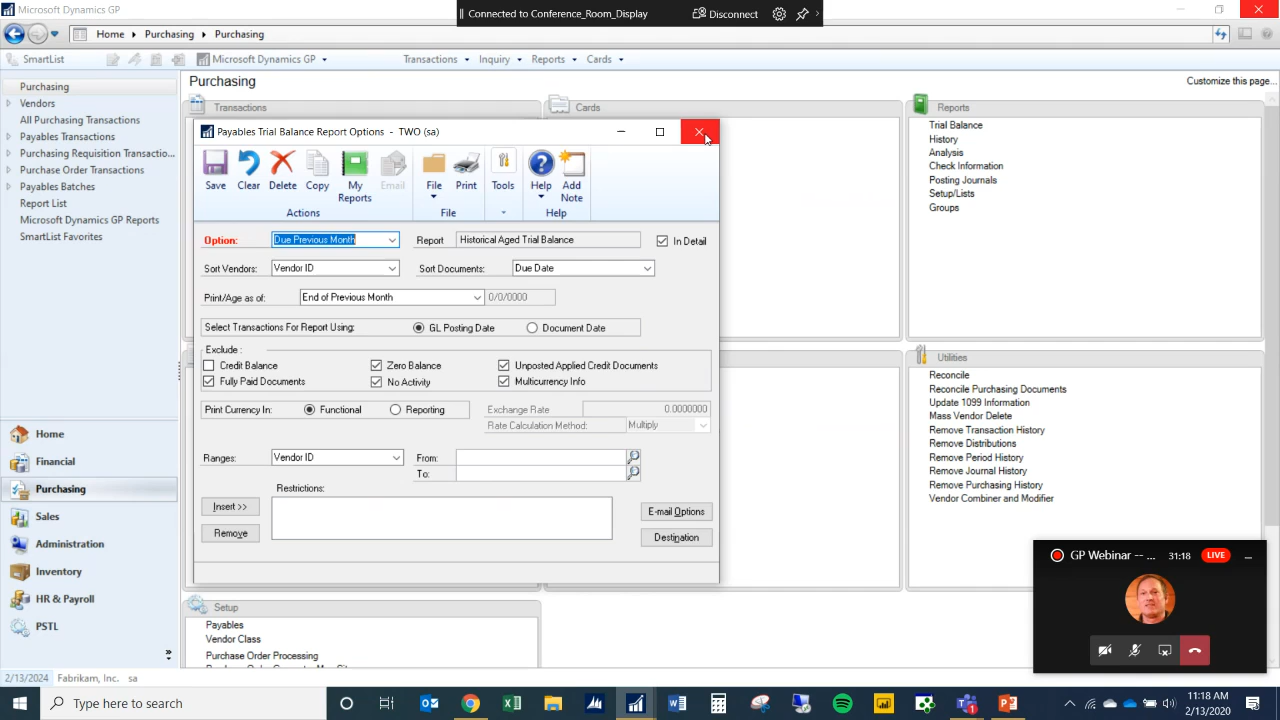 Microsoft Dynamics GP
Connected to Conference_Room_Display
Disconnect
Home
Purchasing
Purchasing
SmartList
Microsoft Dynamics GP
Transactions
Inquiry
Reports
Cards
Purchasing
Vendors
All Purchasing Transactions
Payables Transactions
Purchasing Requisition Transactio...
Purchase Order Transactions
Payables Batches
Report List
Microsoft Dynamics GP Reports
SmartList Favorites
Home
Financial
Purchasing
Sales
Administration
Inventory
HR & Payroll
PSTL
Purchasing
Customize this page...
Transactions
Cards
Reports
Trial Balance
History
Analysis
Check Information
Posting Journals
Setup/Lists
Groups
Utilities
Reconcile
Reconcile Purchasing Documents
Update 1099 Information
Mass Vendor Delete
Remove Transaction History
Remove Distributions
Remove Period History
Remove Journal History
Remove Purchasing History
Vendor Combiner and Modifier
Payables Trial Balance Report Options - TWO (sa)
Save
Clear
Delete
Copy
My Reports
Email
File
Print
Tools
Help
Add Note
Actions
File
Help
Option:
Due Previous Month
Report
Historical Aged Trial Balance
In Detail
Sort Vendors:
Vendor ID
Sort Documents:
Due Date
Print/Age as of:
End of Previous Month
0/0/0000
Select Transactions For Report Using:
GL Posting Date
Document Date
Exclude :
Credit Balance
Zero Balance
Unposted Applied Credit Documents
Fully Paid Documents
No Activity
Multicurrency Info
Print Currency In:
Functional
Reporting
Exchange Rate
0.0000000
Rate Calculation Method:
Multiply
Ranges:
Vendor ID
From:
To:
Restrictions:
Insert >>
Remove
E-mail Options
Destination
Setup
Payables
Vendor Class
Purchase Order Processing
GP Webinar -- ...
31:18
LIVE
2/13/2024
Fabrikam, Inc.
sa
Type here to search
11:18 AM
2/13/2020